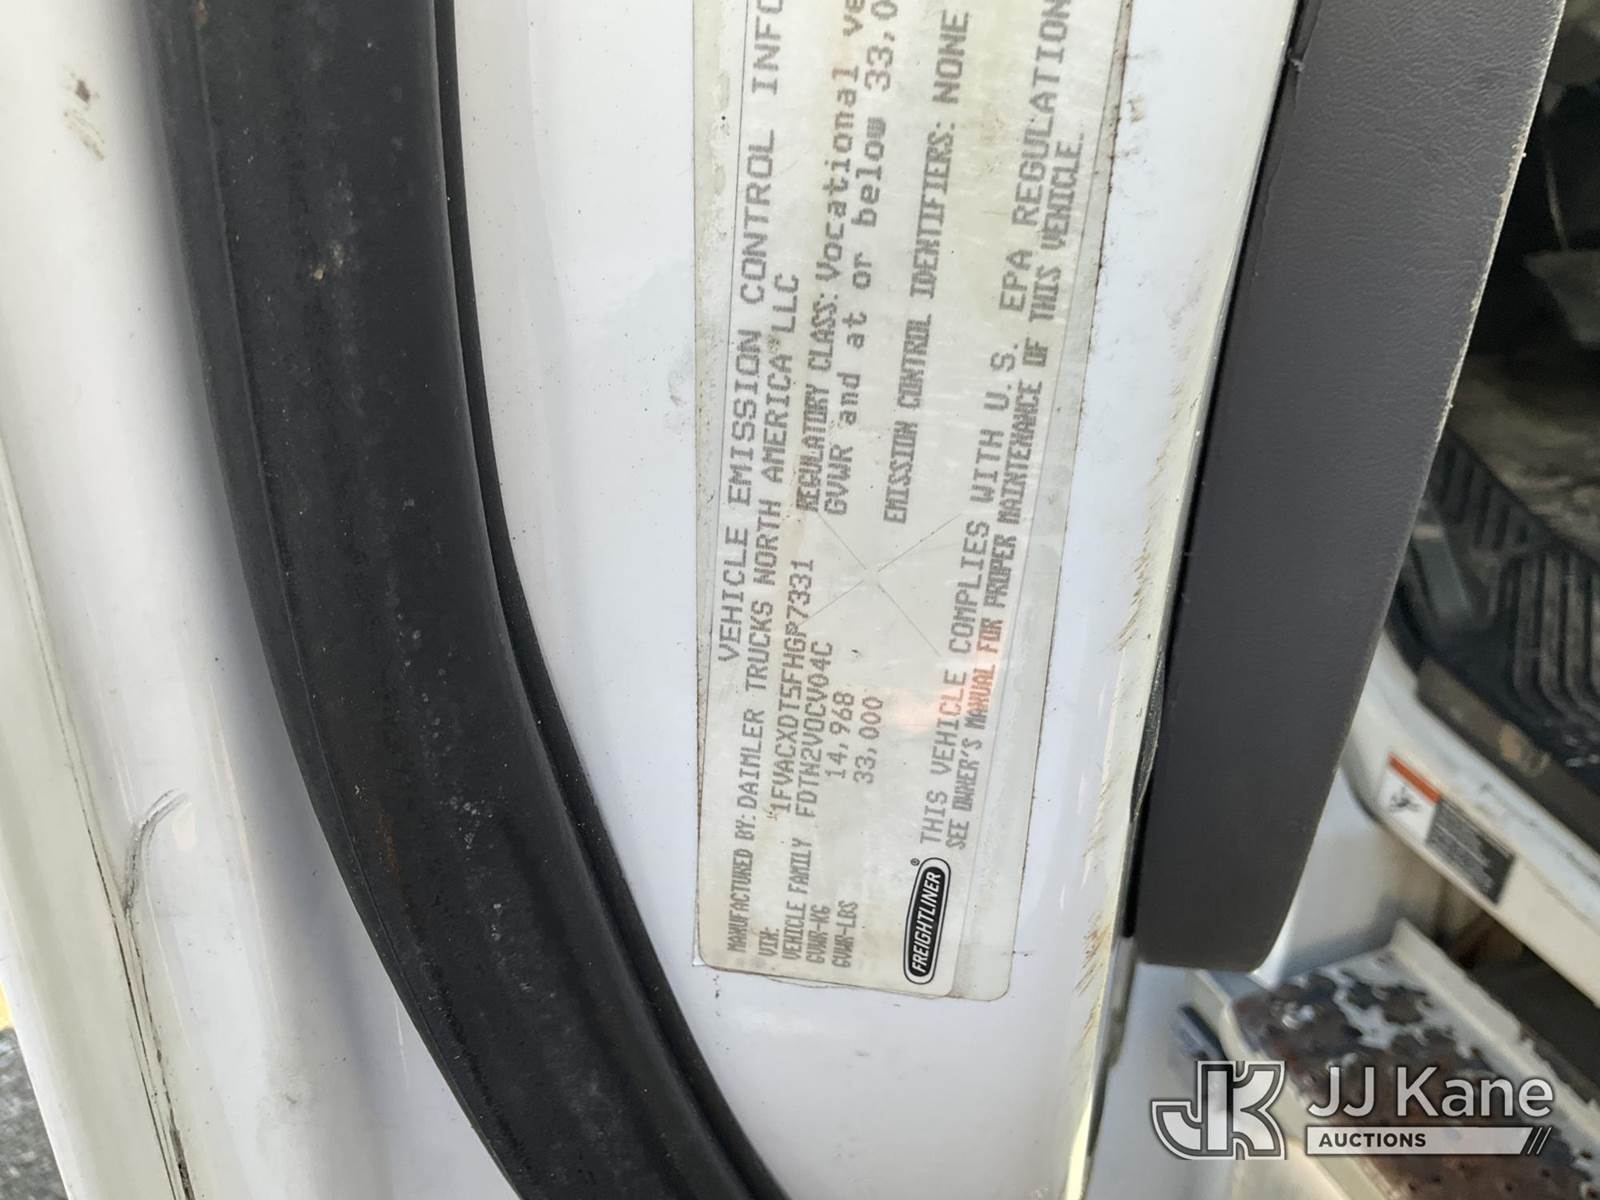 VEHICLE EMISSION CONTROL INFO
MANUFACTURED BY: DAIMLER TRUCKS NORTH AMERICA LLC
VIN: 1FVACXDT5FHGP7331
REGULATORY CLASS: Vocational ve
VEHICLE FAMILY FDTN2VOCV04C
GVWR and at or below 33,0
GVWR-KG 14,968
GVWR-LBS 33,000
EMISSION CONTROL IDENTIFIERS: NONE
THIS VEHICLE COMPLIES WITH U.S. EPA REGULATION
SEE OWNER'S MANUAL FOR PROPER MAINTENANCE OF THIS VEHICLE.
FREIGHTLINER®
JK JJ Kane
AUCTIONS